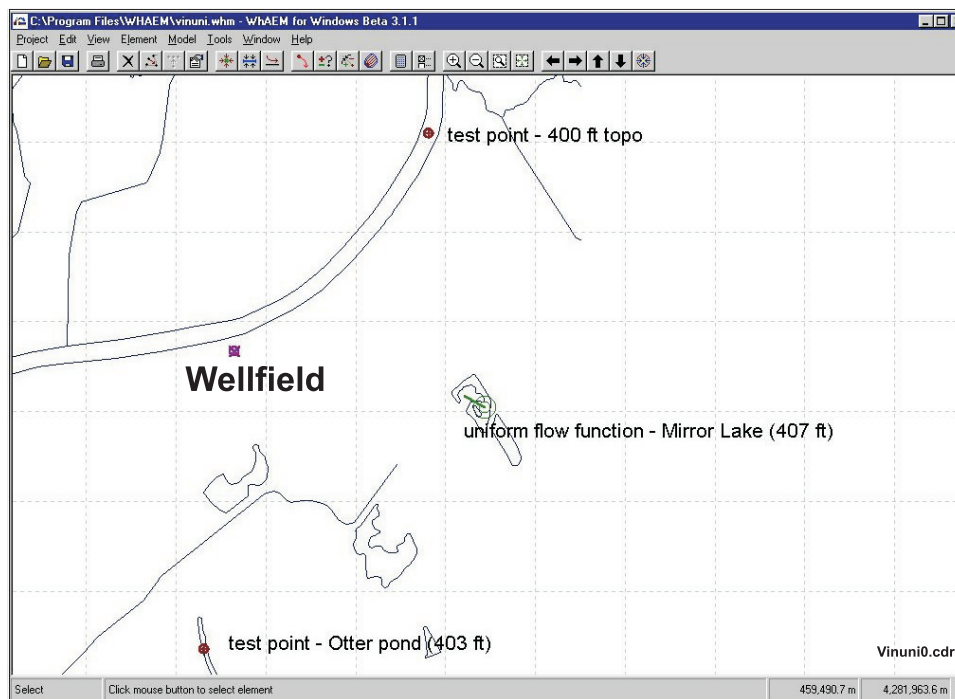 C:\Program Files\WHAEM\vinuni.whm - WhAEM for Windows Beta 3.1.1
Project Edit View Element Model Tools Window Help
test point - 400 ft topo
Wellfield
uniform flow function - Mirror Lake (407 ft)
test point - Otter pond (403 ft)
Vinuni0.cdr
Select Click mouse button to select element 459,490.7 m 4,281,963.6 m